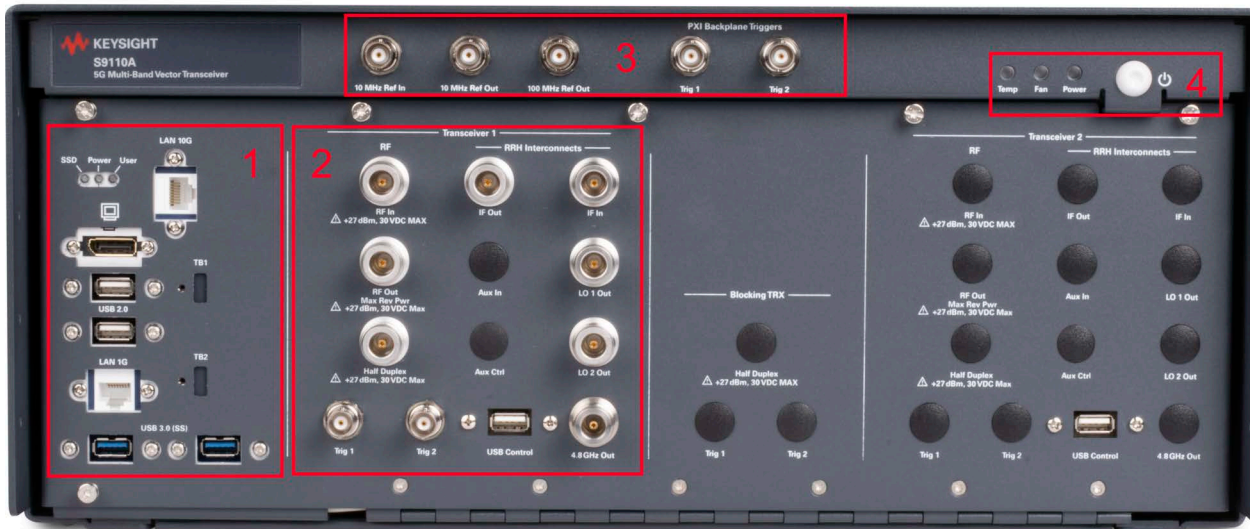 KEYSIGHT
S9110A
5G Multi-Band Vector Transceiver
PXI Backplane Triggers
10 MHz Ref In
10 MHz Ref Out
100 MHz Ref Out
3
Trig 1
Trig 2
Temp
Fan
Power
4
1
LAN 10G
SSD
Power
User
TB1
USB 2.0
LAN 1G
TB2
USB 3.0 (SS)
2
Transceiver 1
RF
RRH Interconnects
RF In
+27 dBm, 30 VDC MAX
IF Out
IF In
RF Out
Max Rev Pwr
+27 dBm, 30 VDC Max
Aux In
LO 1 Out
Half Duplex
+27 dBm, 30 VDC Max
Aux Ctrl
LO 2 Out
Trig 1
Trig 2
USB Control
4.8 GHz Out
Blocking TRX
Half Duplex
+27 dBm, 30 VDC MAX
Trig 1
Trig 2
Transceiver 2
RF
RRH Interconnects
RF In
+27 dBm, 30 VDC MAX
IF Out
IF In
RF Out
Max Rev Pwr
+27 dBm, 30 VDC Max
Aux In
LO 1 Out
Half Duplex
+27 dBm, 30 VDC Max
Aux Ctrl
LO 2 Out
Trig 1
Trig 2
USB Control
4.8 GHz Out